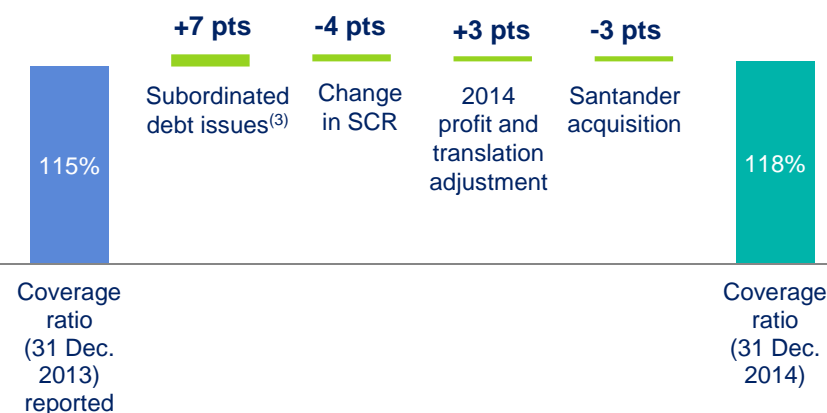 +7 pts
-4 pts
+3 pts
-3 pts
Subordinated
debt issues(3)
Change
in SCR
2014
profit and
translation
adjustment
Santander
acquisition
115%
118%
Coverage
ratio
(31 Dec.
2013)
reported
Coverage
ratio
(31 Dec.
2014)